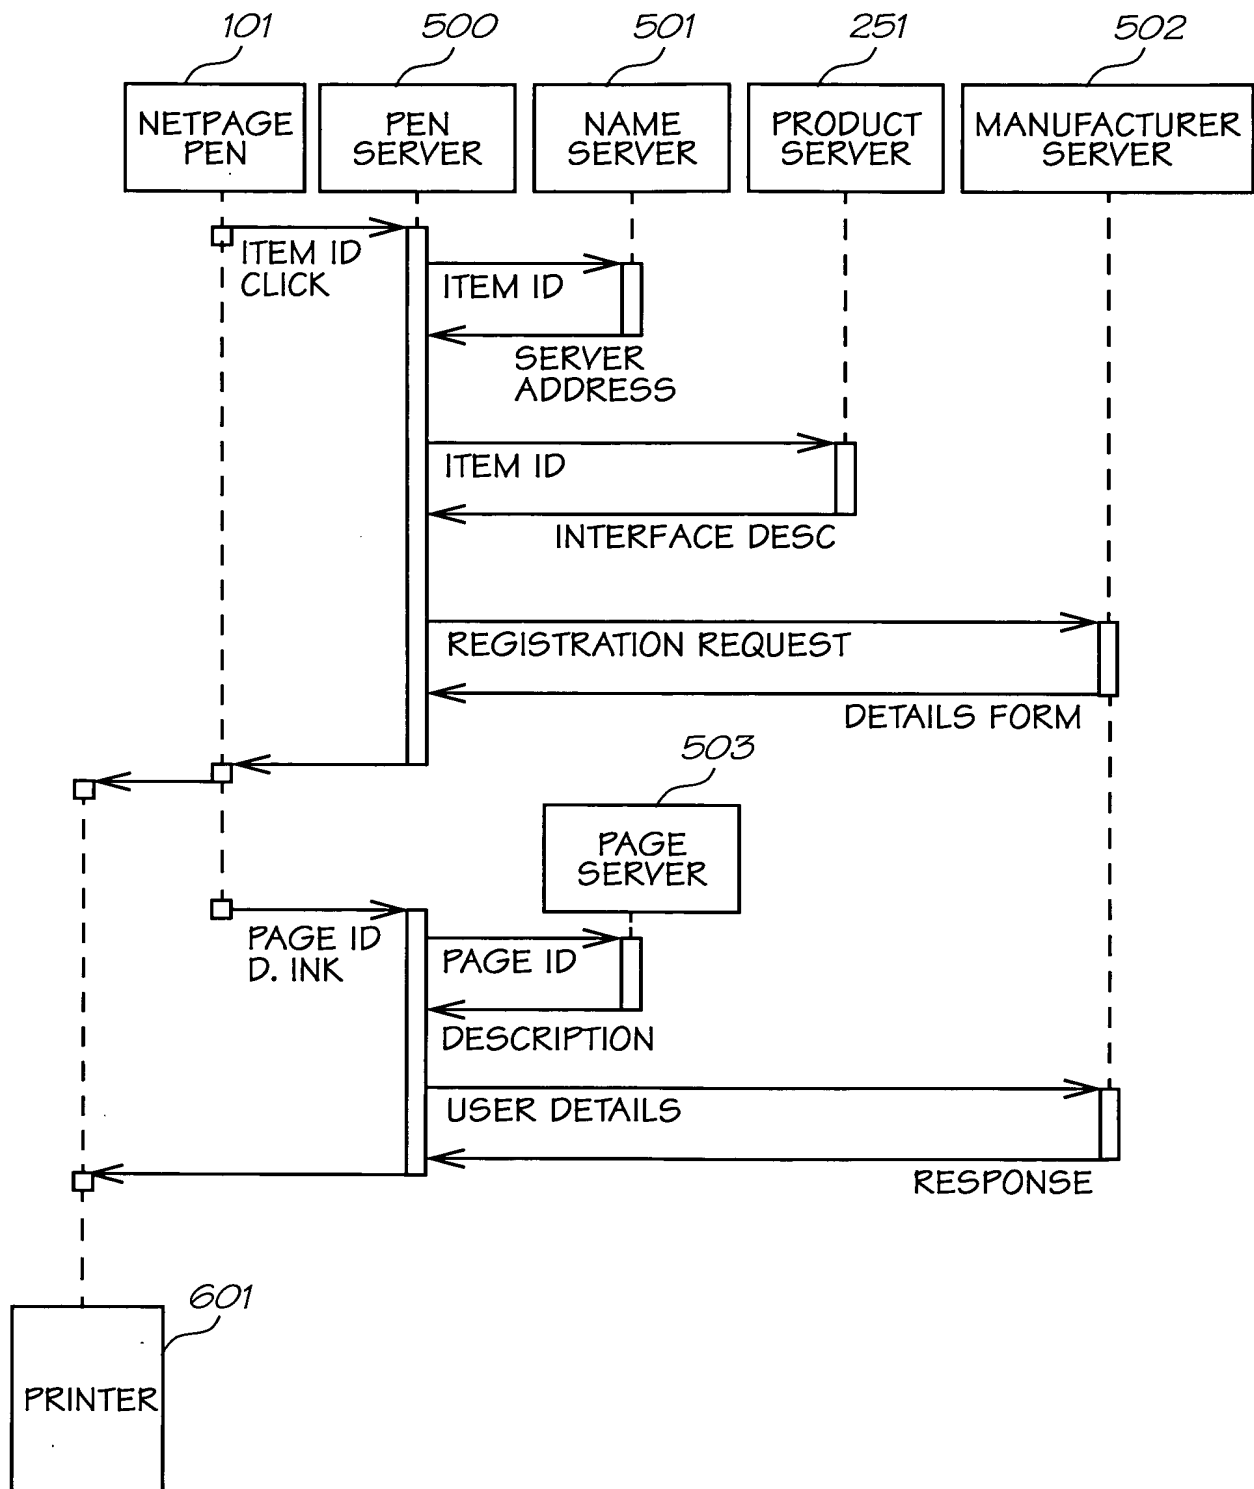 101
500
501
251
502
NETPAGE
PEN
PEN
SERVER
NAME
SERVER
PRODUCT
SERVER
MANUFACTURER
SERVER
ITEM ID
CLICK
ITEM ID
SERVER
ADDRESS
ITEM ID
INTERFACE DESC
REGISTRATION REQUEST
DETAILS FORM
503
PAGE
SERVER
PAGE ID
D. INK
PAGE ID
DESCRIPTION
USER DETAILS
RESPONSE
601
PRINTER